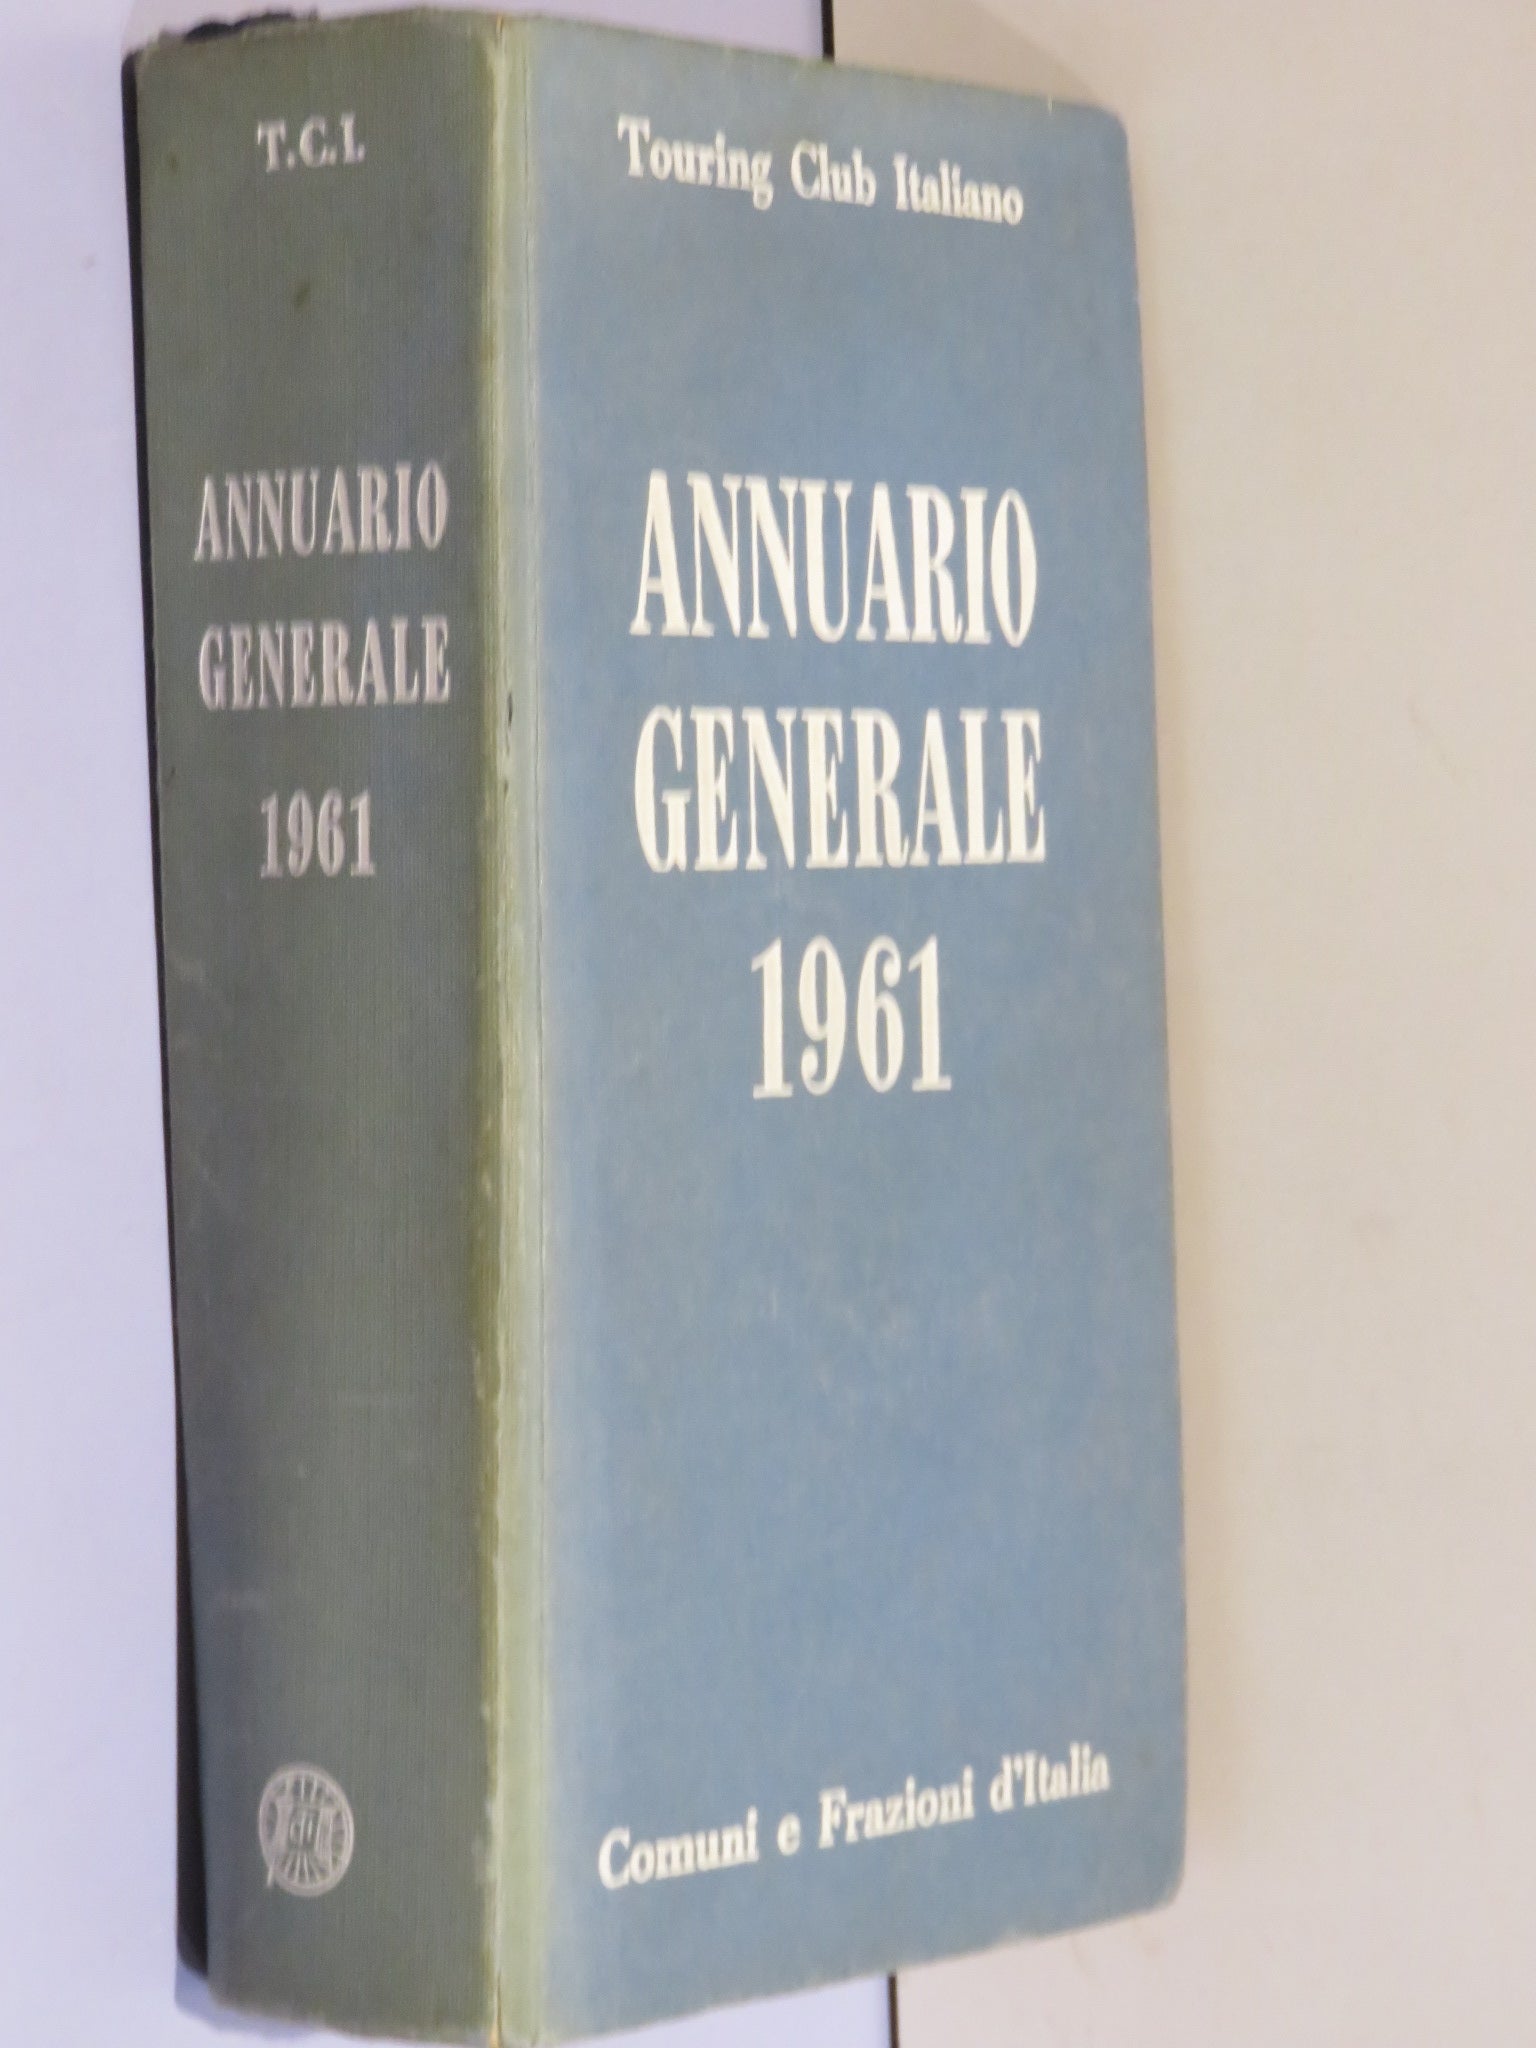 T.C.I.
ANNUARIO
GENERALE
1961
Touring Club Italiano
ANNUARIO
GENERALE
1961
Comuni e Frazioni d'Italia